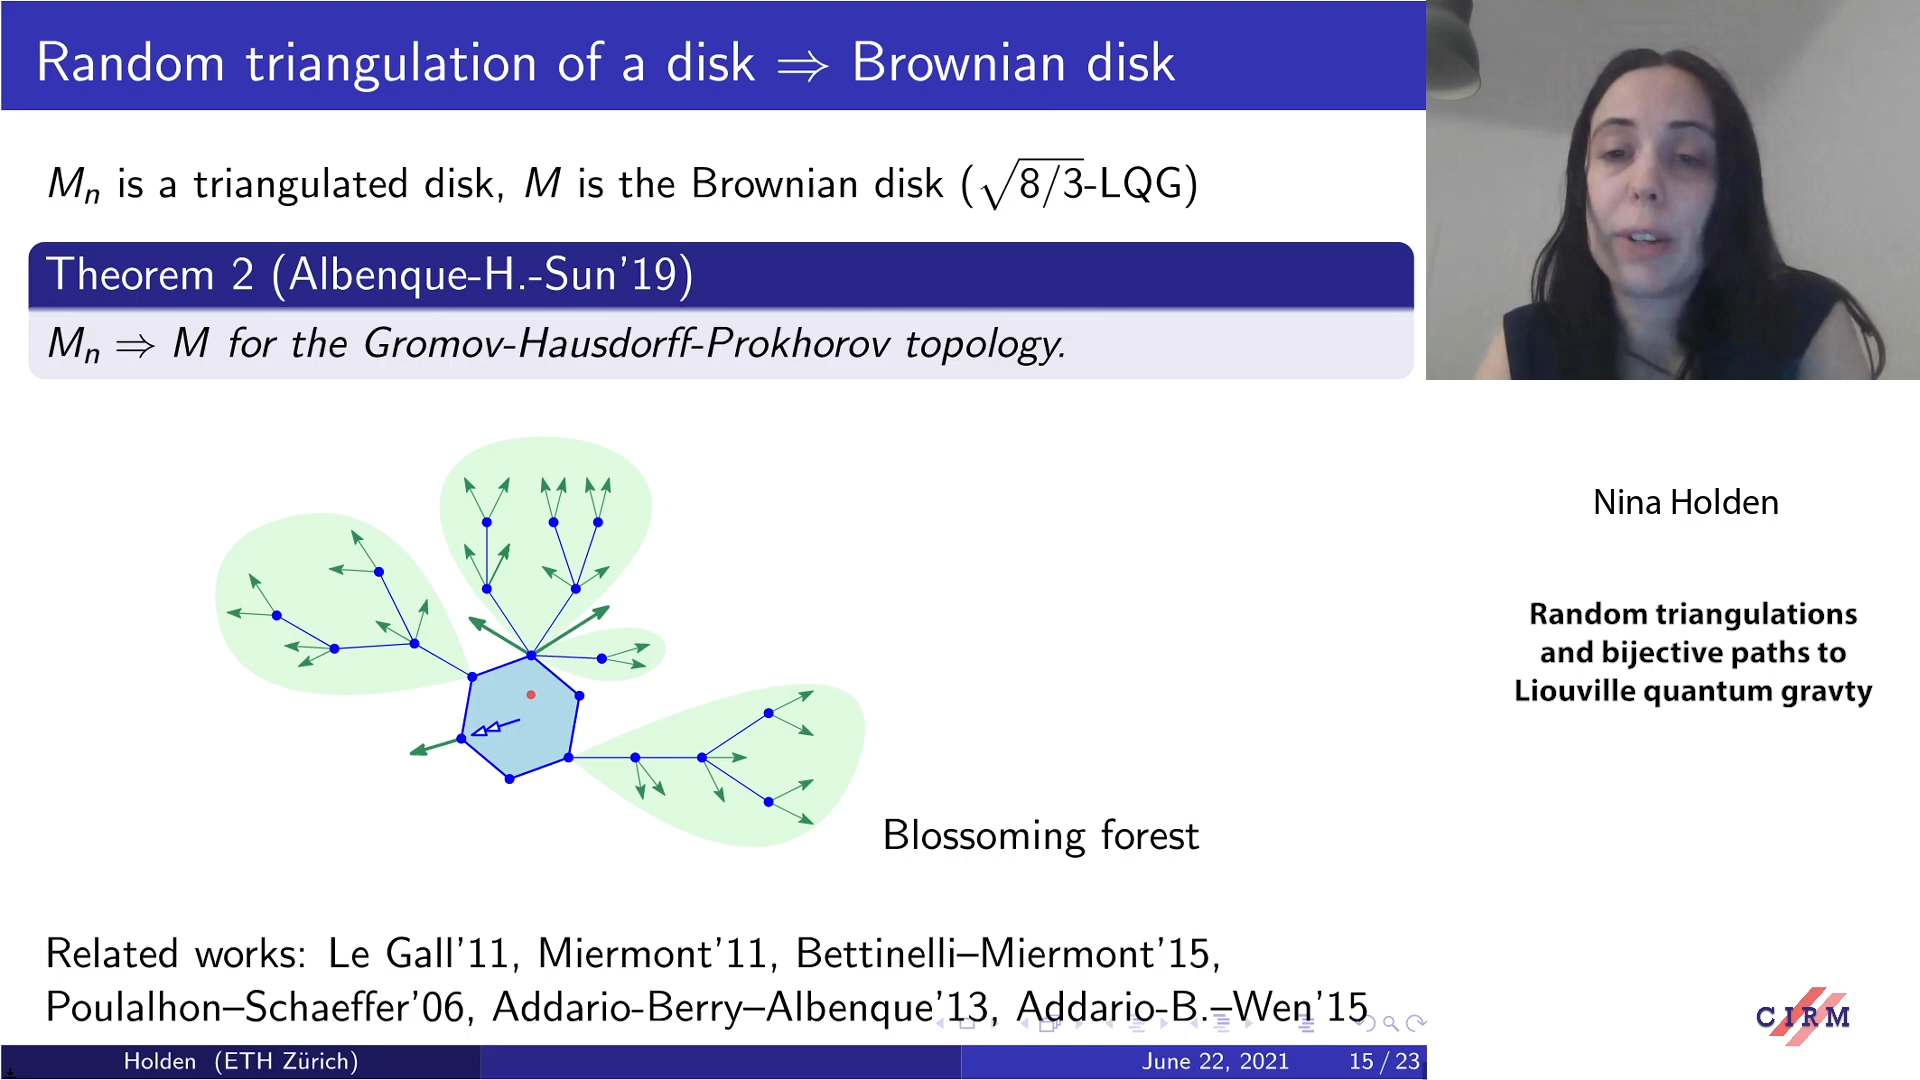 Random triangulation of a disk ⇒ Brownian disk
Mn is a triangulated disk, M is the Brownian disk (√8/3-LQG)
Theorem 2 (Albenque-H.-Sun'19)
Mn ⇒ M for the Gromov-Hausdorff-Prokhorov topology.
Blossoming forest
Related works: Le Gall'11, Miermont'11, Bettinelli–Miermont'15,
Poulalhon–Schaeffer'06, Addario-Berry–Albenque'13, Addario-B.–Wen'15
Holden (ETH Zürich)
June 22, 2021
15 / 23
Nina Holden
Random triangulations
and bijective paths to
Liouville quantum gravty
CIRM